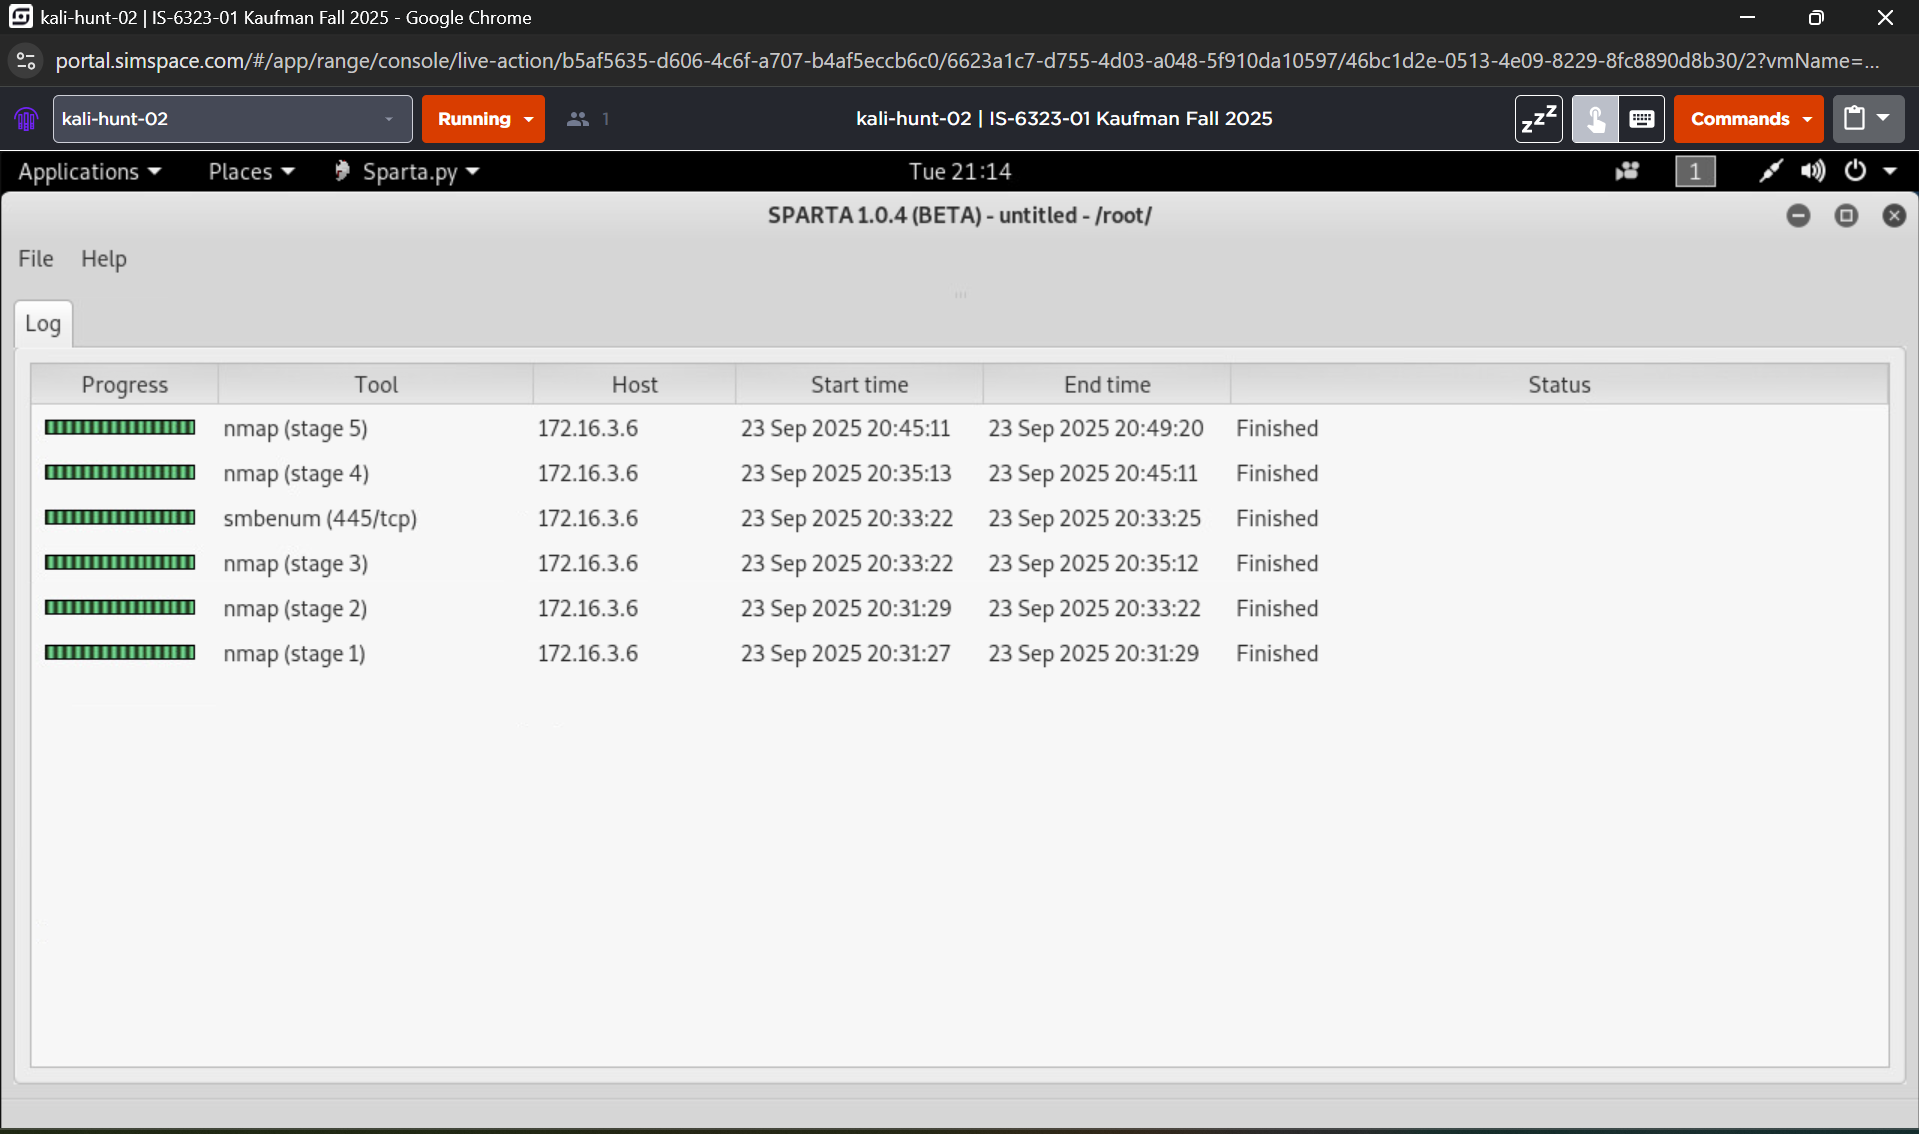 kali-hunt-02 | IS-6323-01 Kaufman Fall 2025 - Google Chrome
portal.simspace.com/#/app/range/console/live-action/b5af5635-d606-4c6f-a707-b4af5eccb6c0/6623a1c7-d755-4d03-a048-5f910da10597/46bc1d2e-0513-4e09-8229-8fc8890d8b30/2?vmName=...
kali-hunt-02 Running 1 kali-hunt-02 | IS-6323-01 Kaufman Fall 2025 zzZ Commands
Applications Places Sparta.py Tue 21:14 1
SPARTA 1.0.4 (BETA) - untitled - /root/
File Help
Log
Progress Tool Host Start time End time Status
nmap (stage 5) 172.16.3.6 23 Sep 2025 20:45:11 23 Sep 2025 20:49:20 Finished
nmap (stage 4) 172.16.3.6 23 Sep 2025 20:35:13 23 Sep 2025 20:45:11 Finished
smbenum (445/tcp) 172.16.3.6 23 Sep 2025 20:33:22 23 Sep 2025 20:33:25 Finished
nmap (stage 3) 172.16.3.6 23 Sep 2025 20:33:22 23 Sep 2025 20:35:12 Finished
nmap (stage 2) 172.16.3.6 23 Sep 2025 20:31:29 23 Sep 2025 20:33:22 Finished
nmap (stage 1) 172.16.3.6 23 Sep 2025 20:31:27 23 Sep 2025 20:31:29 Finished